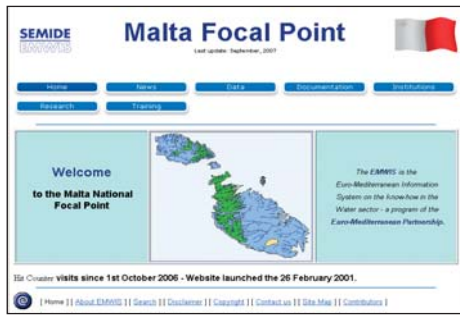 SEMIDE
EMWIS
Malta Focal Point
Last update: September, 2007
Home
News
Data
Documentation
Institutions
Research
Training
Welcome
to the Malta National
Focal Point
The EMWIS is the
Euro-Mediterranean Information
System on the know-how in the
Water sector - a program of the
Euro-Mediterranean Partnership.
Hit Counter visits since 1st October 2006 - Website launched the 26 February 2001.
[ Home ] [ About EMWIS ] [ Search ] [ Disclaimer ] [ Copyright ] [ Contact us ] [ Site Map ] [ Contributors ]